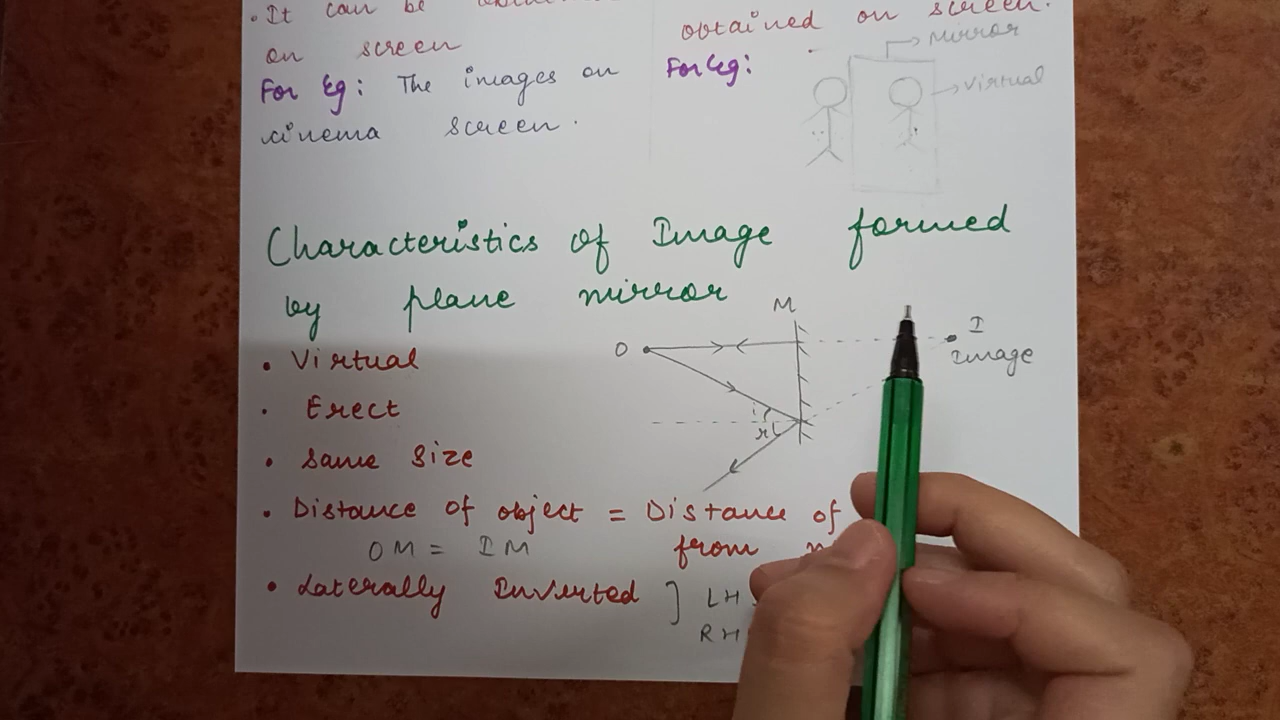 • It can be
on screen
For Eg: The images on
cinema screen.
obtained on screen.
For Eg:
Mirror
Virtual
Characteristics of Image formed
by plane mirror
• Virtual
• Erect
• Same Size
• Distance of object = Distance of
OM = IM from
• Laterally Inverted ] LH
RH
M
O
I
Image
i
r